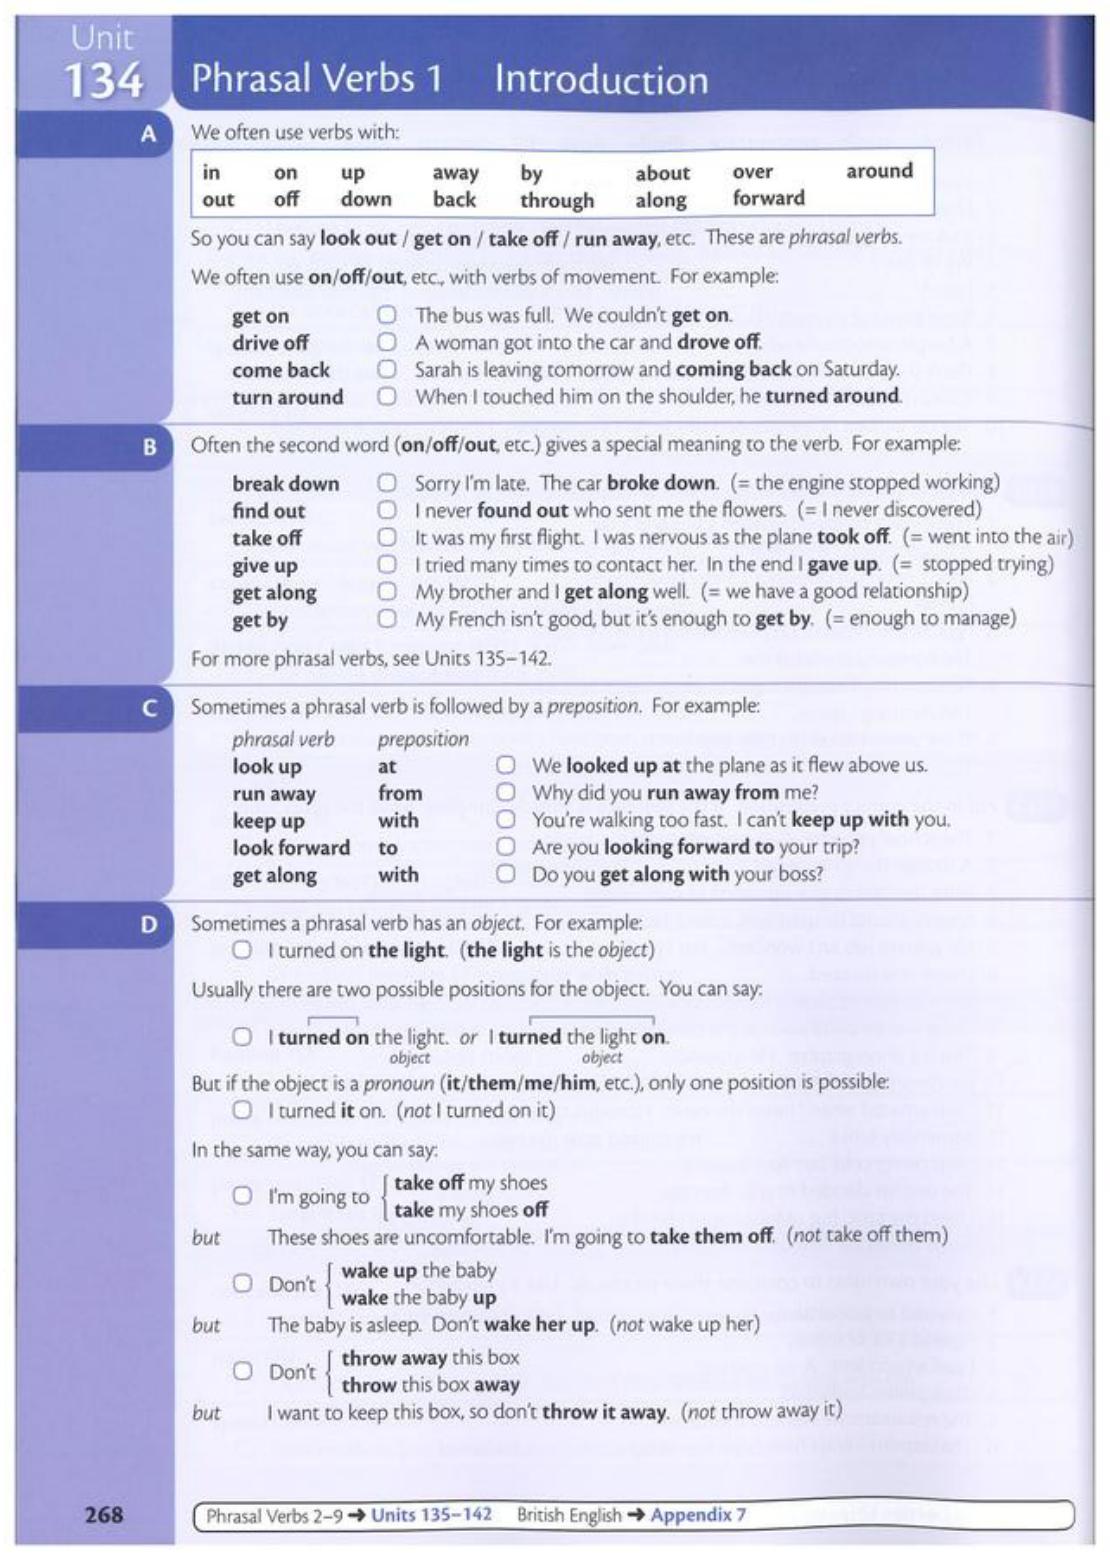 Unit
134 Phrasal Verbs 1 Introduction
A We often use verbs with:
in on up away by about over around
out off down back through along forward
So you can say look out / get on / take off / run away, etc. These are phrasal verbs.
We often use on/off/out, etc., with verbs of movement. For example:
get on The bus was full. We couldn't get on.
drive off A woman got into the car and drove off.
come back Sarah is leaving tomorrow and coming back on Saturday.
turn around When I touched him on the shoulder, he turned around.
B Often the second word (on/off/out, etc.) gives a special meaning to the verb. For example:
break down Sorry I'm late. The car broke down. (= the engine stopped working)
find out I never found out who sent me the flowers. (= I never discovered)
take off It was my first flight. I was nervous as the plane took off. (= went into the air)
give up I tried many times to contact her. In the end I gave up. (= stopped trying)
get along My brother and I get along well. (= we have a good relationship)
get by My French isn't good, but it's enough to get by. (= enough to manage)
For more phrasal verbs, see Units 135–142.
C Sometimes a phrasal verb is followed by a preposition. For example:
phrasal verb preposition
look up at We looked up at the plane as it flew above us.
run away from Why did you run away from me?
keep up with You're walking too fast. I can't keep up with you.
look forward to Are you looking forward to your trip?
get along with Do you get along with your boss?
D Sometimes a phrasal verb has an object. For example:
I turned on the light. (the light is the object)
Usually there are two possible positions for the object. You can say:
I turned on the light. or I turned the light on.
object object
But if the object is a pronoun (it/them/me/him, etc.), only one position is possible:
I turned it on. (not I turned on it)
In the same way, you can say:
I'm going to take off my shoes
take my shoes off
but These shoes are uncomfortable. I'm going to take them off. (not take off them)
Don't wake up the baby
wake the baby up
but The baby is asleep. Don't wake her up. (not wake up her)
Don't throw away this box
throw this box away
but I want to keep this box, so don't throw it away. (not throw away it)
268 Phrasal Verbs 2–9 ➔ Units 135–142 British English ➔ Appendix 7